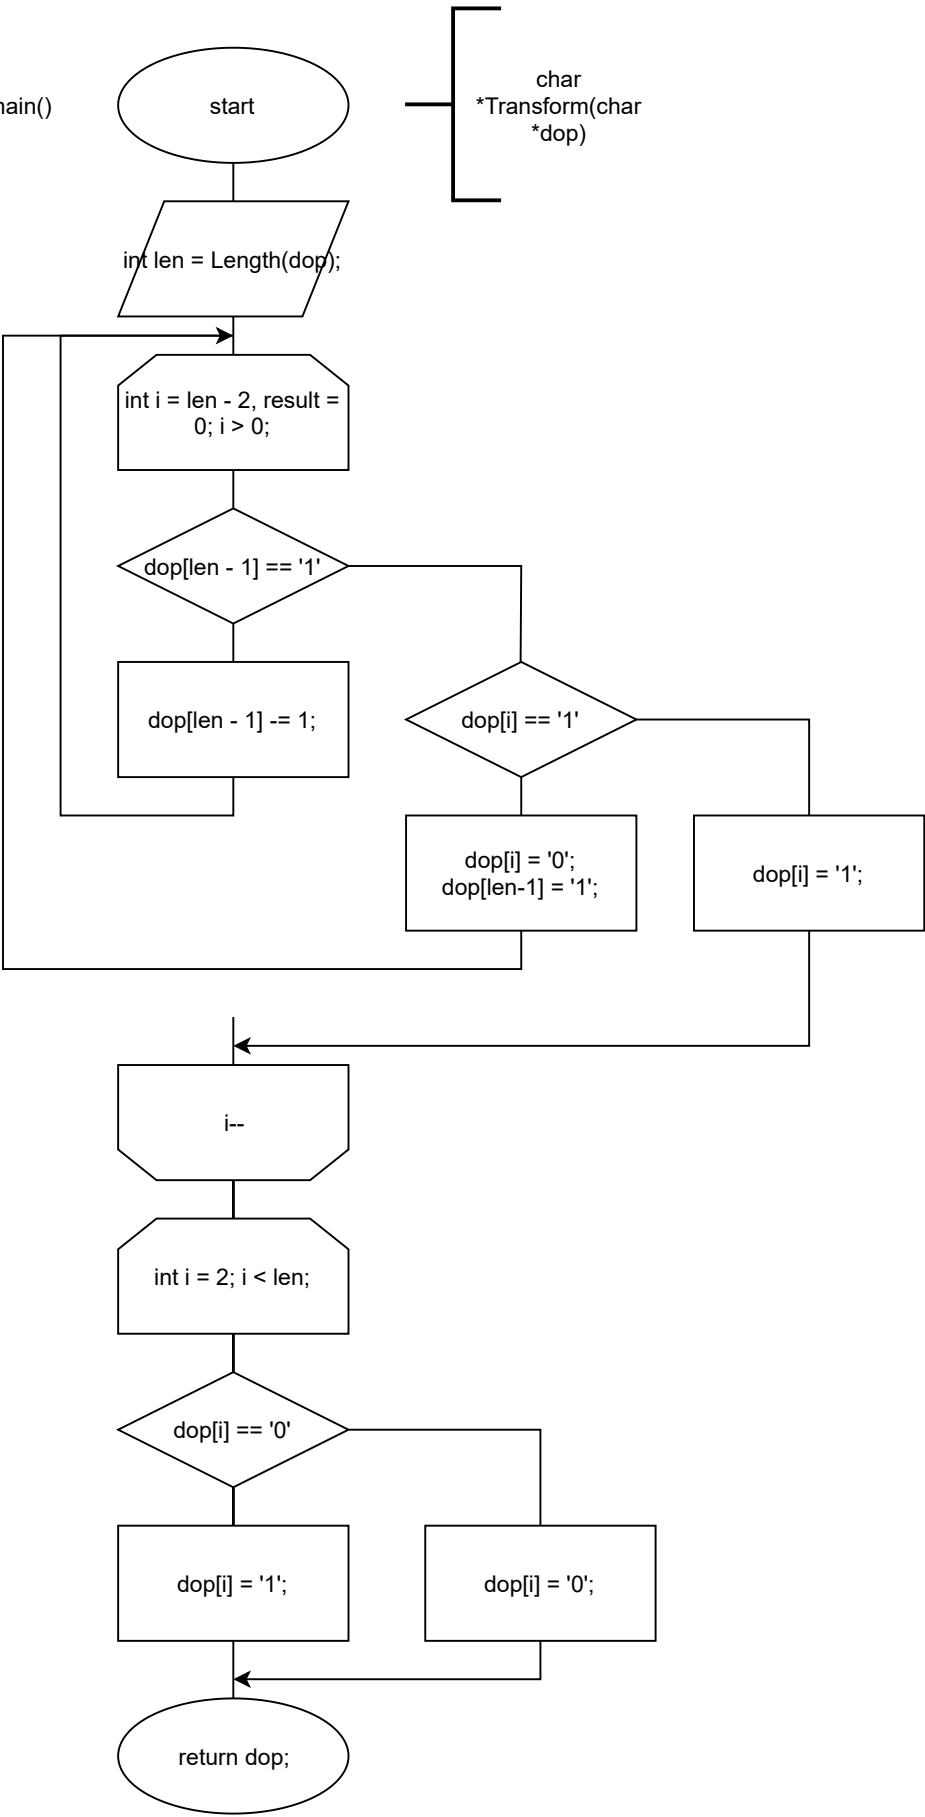 start
char
*Transform(char
*dop)
int len = Length(dop);
int i = len - 2, result =
0; i > 0;
dop[len - 1] == '1'
dop[len - 1] -= 1;
dop[i] == '1'
dop[i] = '0';
dop[len-1] = '1';
dop[i] = '1';
i--
int i = 2; i < len;
dop[i] == '0'
dop[i] = '1';
dop[i] = '0';
return dop;